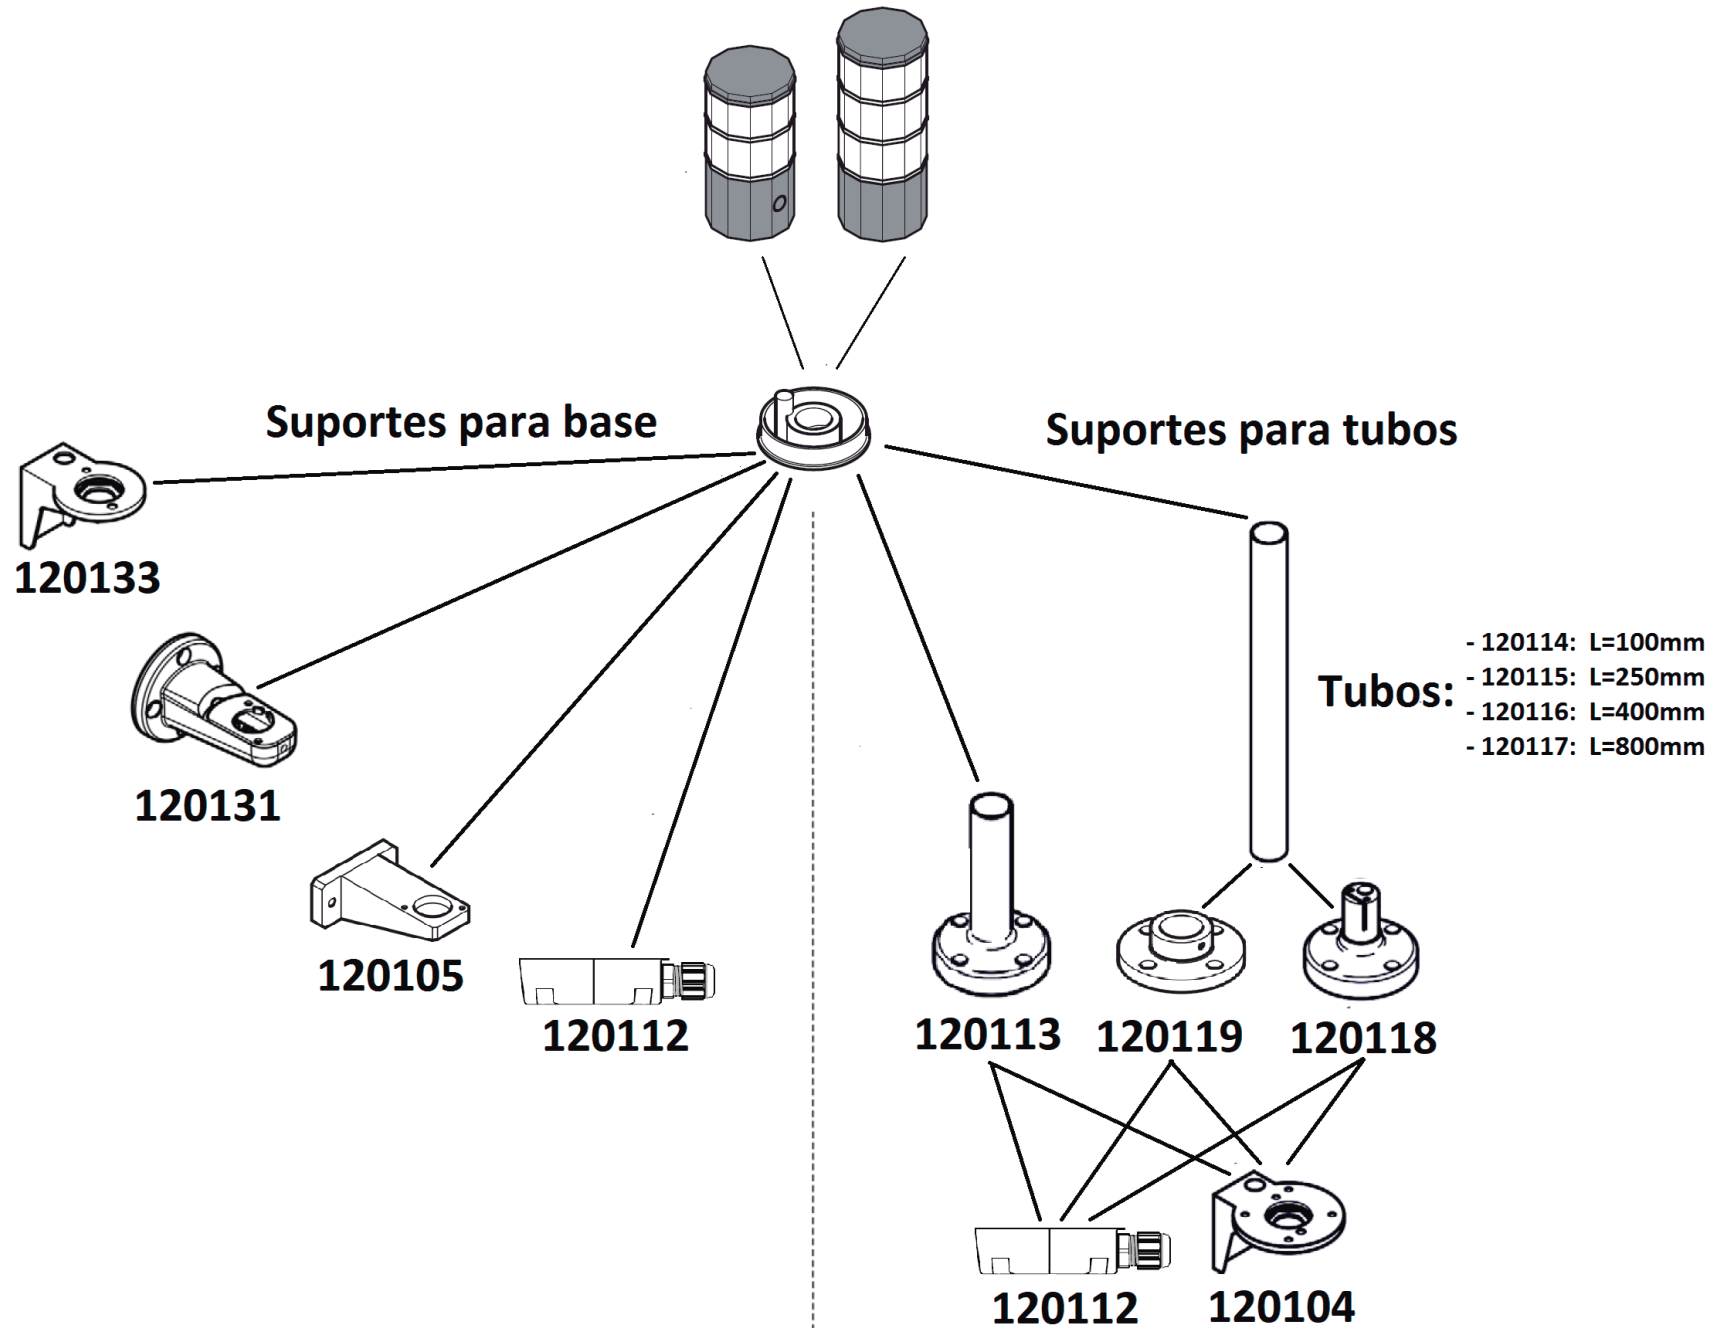 Suportes para base
Suportes para tubos
120133
120131
120105
120112
Tubos:
- 120114:  L=100mm
- 120115:  L=250mm
- 120116:  L=400mm
- 120117:  L=800mm
120113
120119
120118
120112
120104